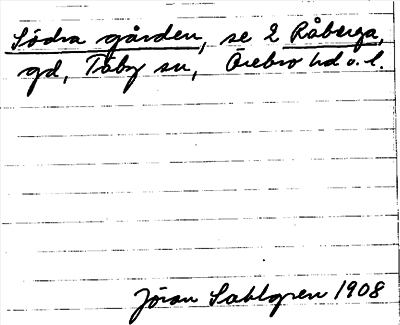 Södra gården, se 2 Råberga,
gd, Täby sn, Örebro hd o. l.
Jöran Sahlgren 1908